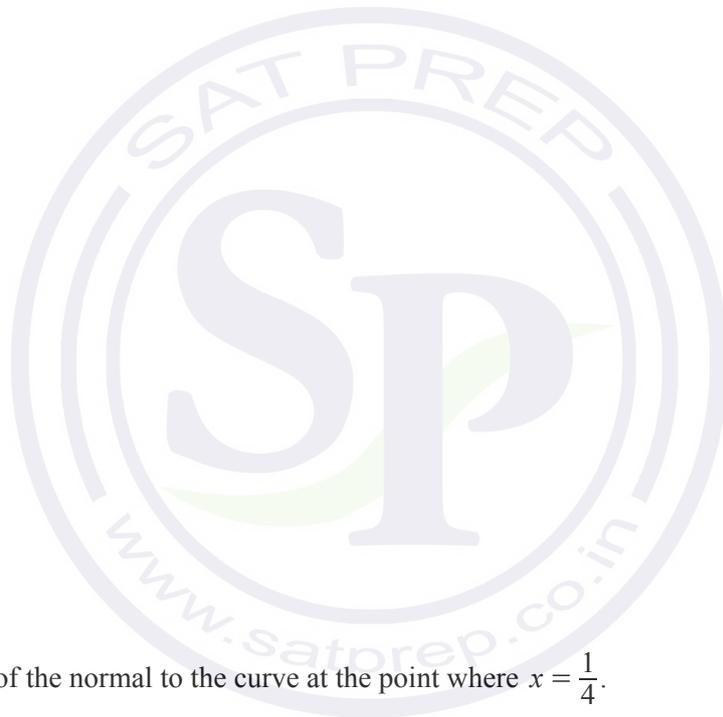 SAT PREP
SP
www.satprep.co.in
of the normal to the curve at the point where x = 1/4.